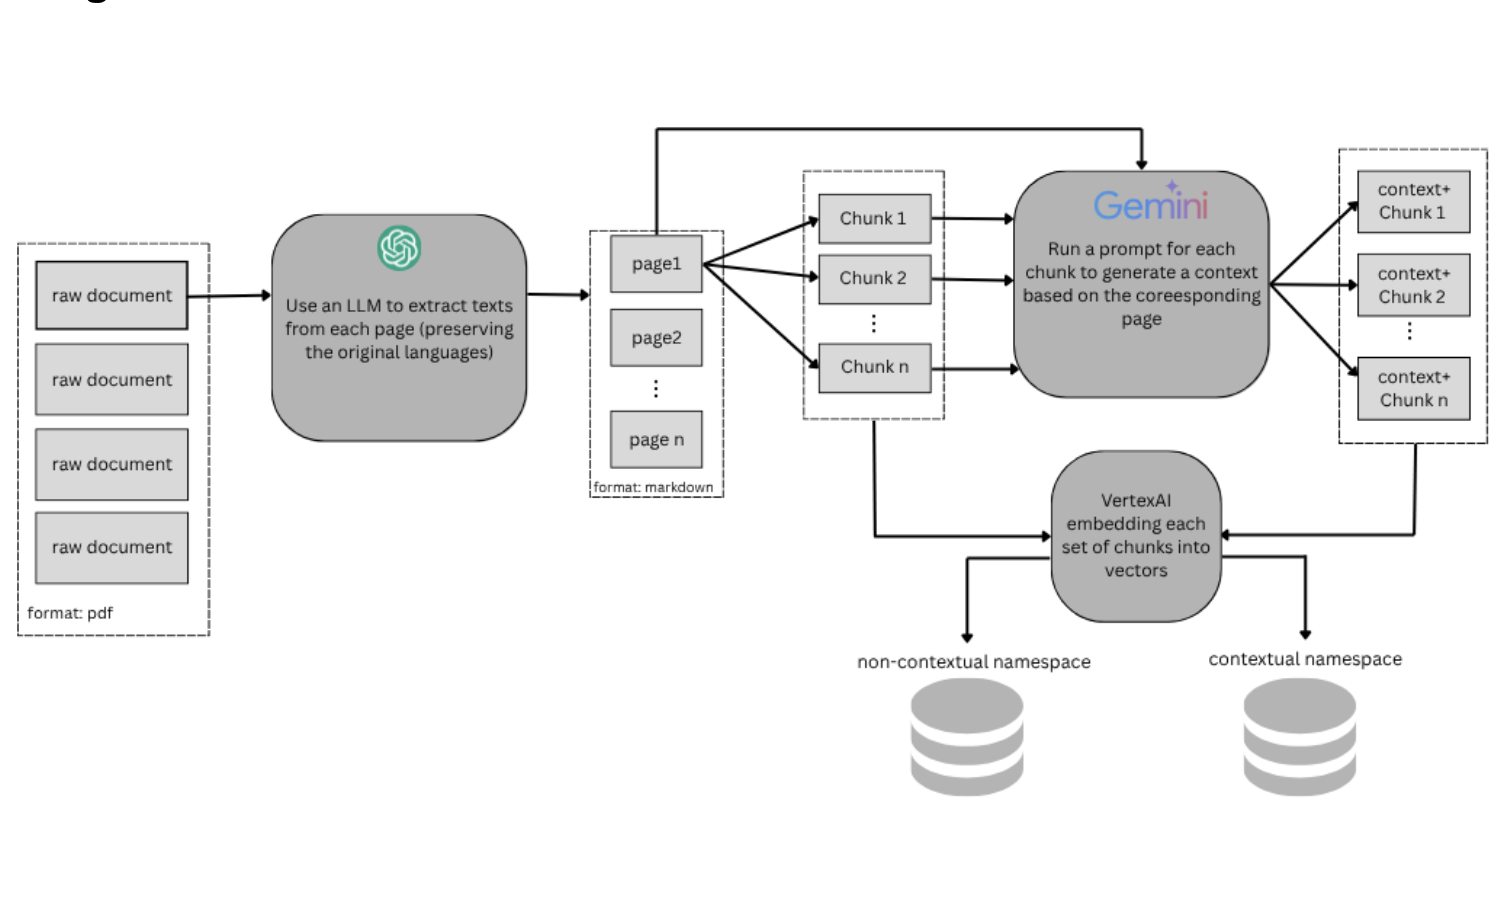 raw document
raw document
raw document
raw document
format: pdf
Use an LLM to extract texts
from each page (preserving
the original languages)
page1
page2
page n
format: markdown
Chunk 1
Chunk 2
Chunk n
Gemini
Run a prompt for each
chunk to generate a context
based on the coreesponding
page
context+
Chunk 1
context+
Chunk 2
context+
Chunk n
VertexAI
embedding each
set of chunks into
vectors
non-contextual namespace
contextual namespace